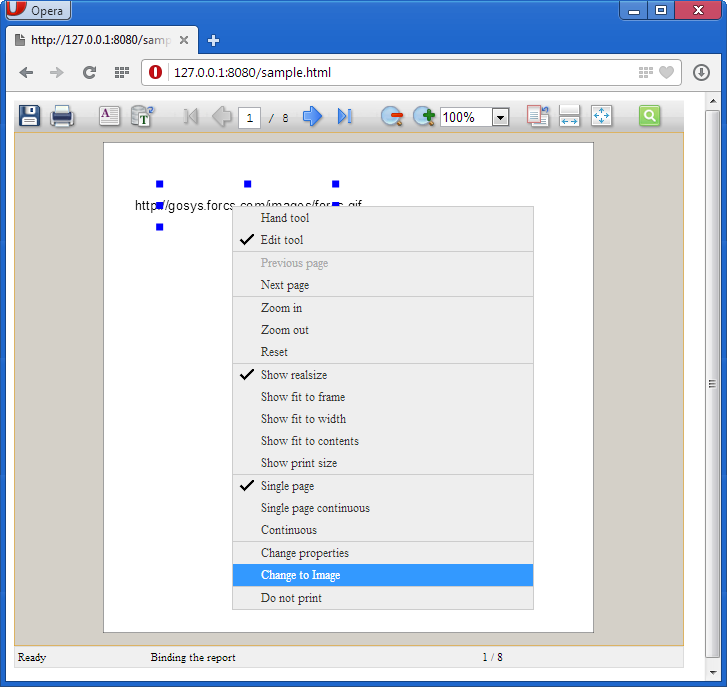 Opera
http://127.0.0.1:8080/samp
127.0.0.1:8080/sample.html
1 / 8
100%
http://gosys.forcs.com/images/forcs.gif
Hand tool
Edit tool
Previous page
Next page
Zoom in
Zoom out
Reset
Show realsize
Show fit to frame
Show fit to width
Show fit to contents
Show print size
Single page
Single page continuous
Continuous
Change properties
Change to Image
Do not print
Ready Binding the report 1 / 8